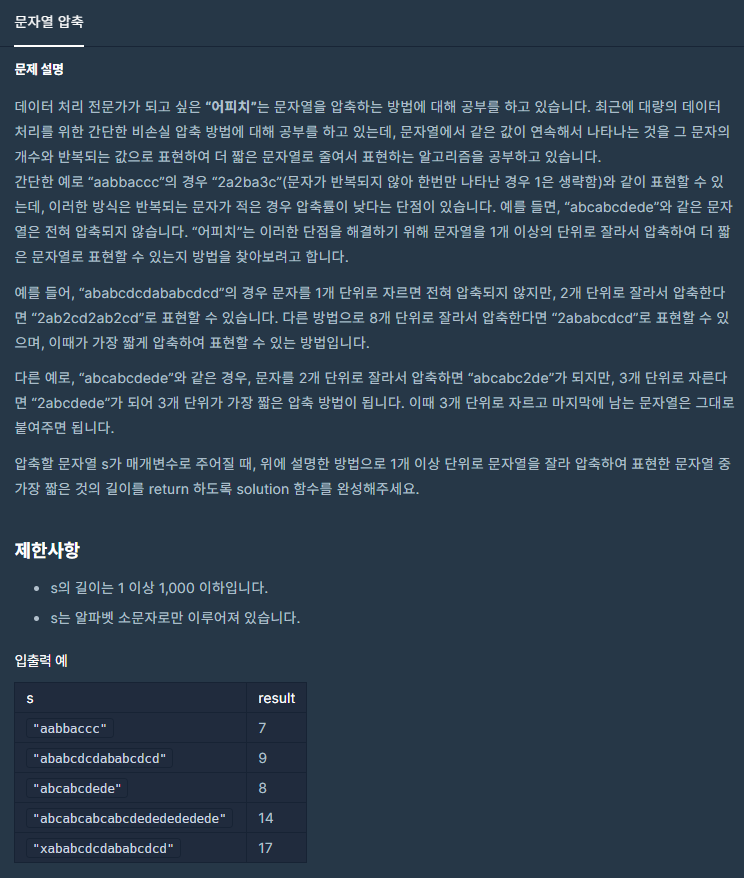 문자열 압축
문제 설명
데이터 처리 전문가가 되고 싶은 “어피치”는 문자열을 압축하는 방법에 대해 공부를 하고 있습니다. 최근에 대량의 데이터
처리를 위한 간단한 비손실 압축 방법에 대해 공부를 하고 있는데, 문자열에서 같은 값이 연속해서 나타나는 것을 그 문자의
개수와 반복되는 값으로 표현하여 더 짧은 문자열로 줄여서 표현하는 알고리즘을 공부하고 있습니다.
간단한 예로 “aabbaccc”의 경우 “2a2ba3c”(문자가 반복되지 않아 한번만 나타난 경우 1은 생략함)와 같이 표현할 수 있
는데, 이러한 방식은 반복되는 문자가 적은 경우 압축률이 낮다는 단점이 있습니다. 예를 들면, “abcabcdede”와 같은 문자
열은 전혀 압축되지 않습니다. “어피치”는 이러한 단점을 해결하기 위해 문자열을 1개 이상의 단위로 잘라서 압축하여 더 짧
은 문자열로 표현할 수 있는지 방법을 찾아보려고 합니다.
예를 들어, “ababcdcdababcdcd”의 경우 문자를 1개 단위로 자르면 전혀 압축되지 않지만, 2개 단위로 잘라서 압축한다
면 “2ab2cd2ab2cd”로 표현할 수 있습니다. 다른 방법으로 8개 단위로 잘라서 압축한다면 “2ababcdcd”로 표현할 수 있
으며, 이때가 가장 짧게 압축하여 표현할 수 있는 방법입니다.
다른 예로, “abcabcdede”와 같은 경우, 문자를 2개 단위로 잘라서 압축하면 “abcabc2de”가 되지만, 3개 단위로 자른다
면 “2abcdede”가 되어 3개 단위가 가장 짧은 압축 방법이 됩니다. 이때 3개 단위로 자르고 마지막에 남는 문자열은 그대로
붙여주면 됩니다.
압축할 문자열 s가 매개변수로 주어질 때, 위에 설명한 방법으로 1개 이상 단위로 문자열을 잘라 압축하여 표현한 문자열 중
가장 짧은 것의 길이를 return 하도록 solution 함수를 완성해주세요.
제한사항
• s의 길이는 1 이상 1,000 이하입니다.
• s는 알파벳 소문자로만 이루어져 있습니다.
입출력 예
s result
"aabbaccc" 7
"ababcdcdababcdcd" 9
"abcabcdede" 8
"abcabcabcabcdededededede" 14
"xababcdcdababcdcd" 17